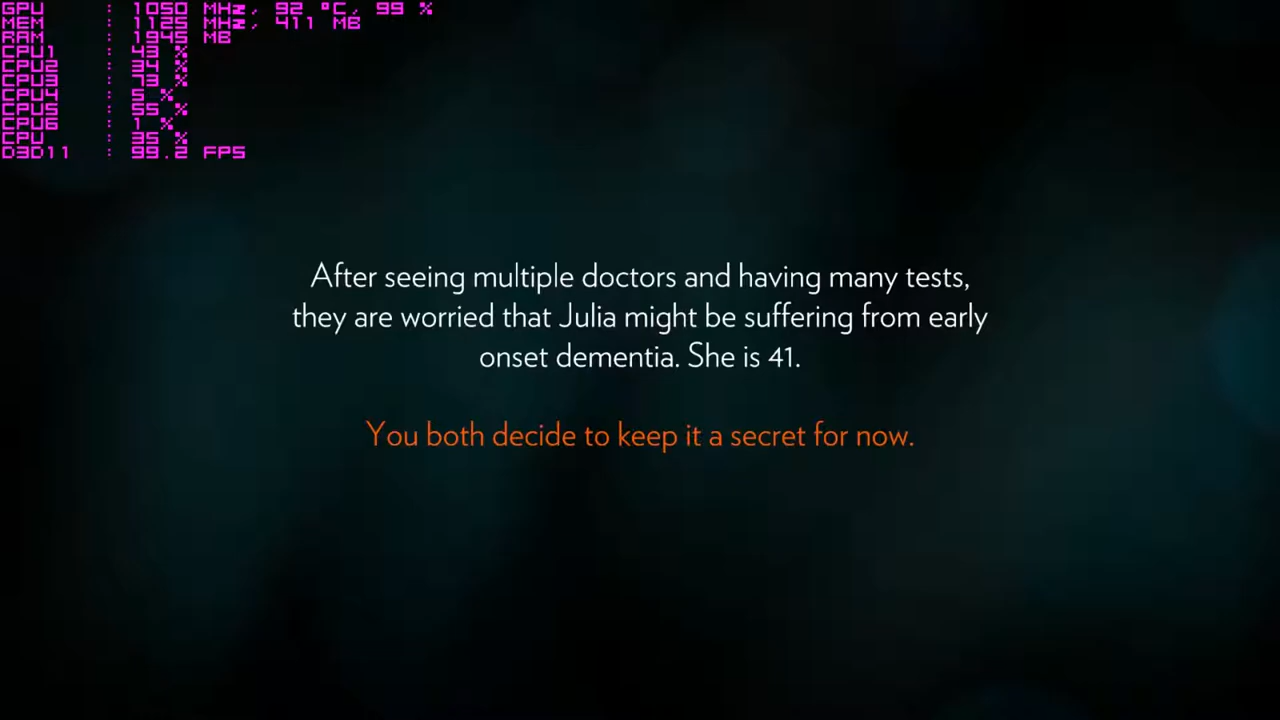 GPU : 1050 MHz, 92 °C, 99 %
MEM : 1125 MHz, 411 MB
RAM : 1945 MB
CPU1 : 43 %
CPU2 : 34 %
CPU3 : 73 %
CPU4 : 5 %
CPU5 : 55 %
CPU6 : 1 %
CPU : 35 %
D3D11 : 99.2 FPS
After seeing multiple doctors and having many tests,
they are worried that Julia might be suffering from early
onset dementia. She is 41.
You both decide to keep it a secret for now.